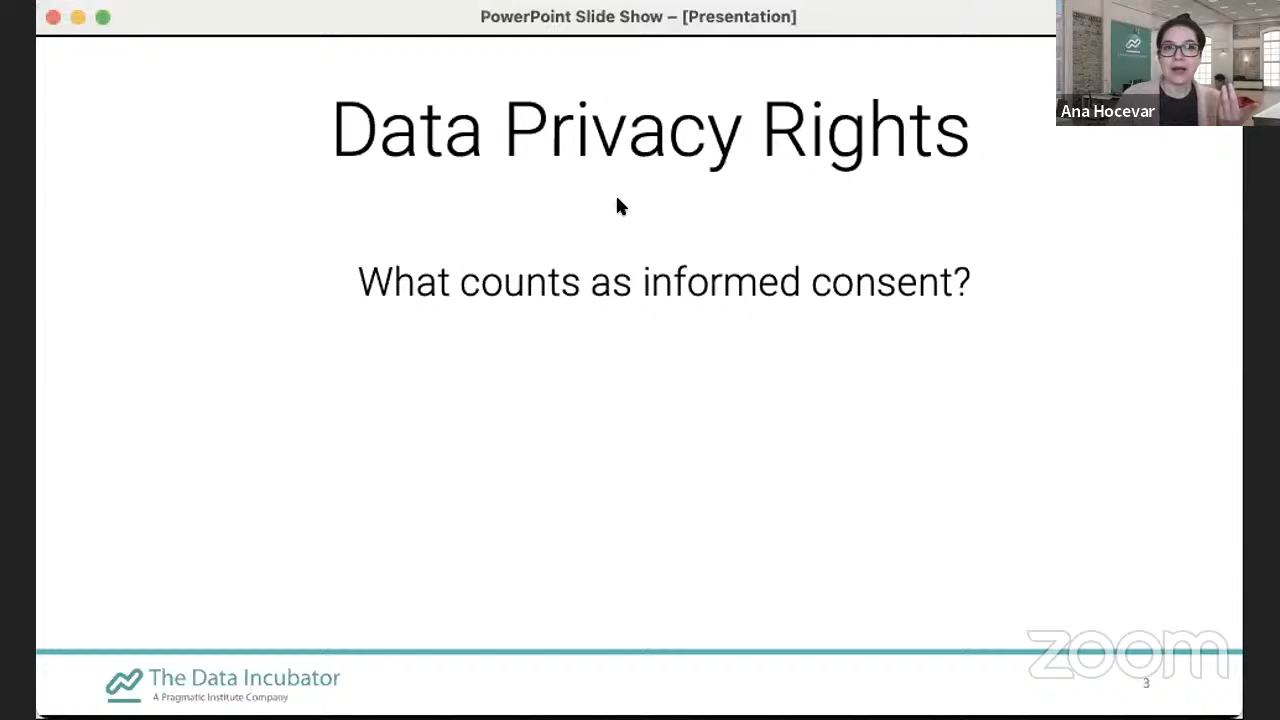 PowerPoint Slide Show – [Presentation]
Ana Hocevar
Data Privacy Rights
What counts as informed consent?
zoom
The Data Incubator
A Pragmatic Institute Company
3